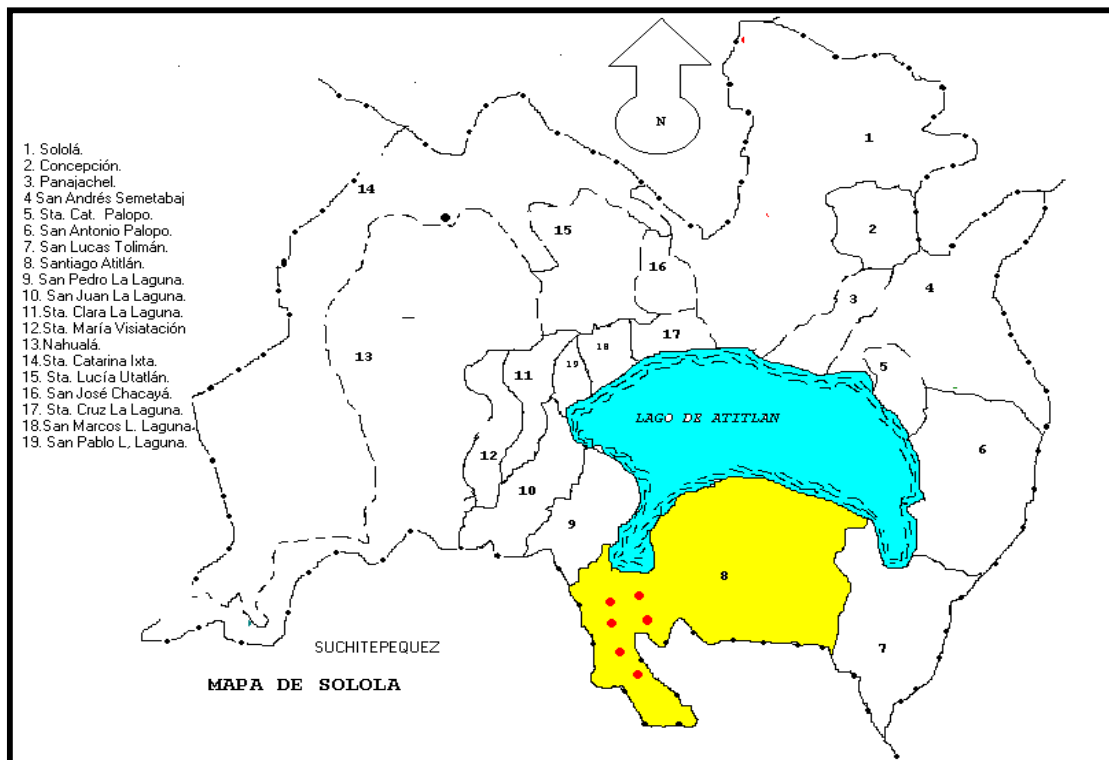 N
1. Sololá.
2. Concepción.
3. Panajachel.
4 San Andrés Semetabaj
5. Sta. Cat. Palopo.
6. San Antonio Palopo.
7. San Lucas Tolimán.
8. Santiago Atitlán.
9. San Pedro La Laguna.
10. San Juan La Laguna.
11.Sta. Clara La Laguna.
12.Sta. María Visiatación
13.Nahualá.
14.Sta. Catarina Ixta.
15. Sta. Lucía Utatlán.
16. San José Chacayá.
17. Sta. Cruz La Laguna.
18.San Marcos L. Laguna
19. San Pablo L, Laguna.
1
14
2
15
16
4
3
17
18
13
19
5
11
LAGO DE ATITLAN
6
12
10
9
8
7
SUCHITEPEQUEZ
MAPA DE SOLOLA